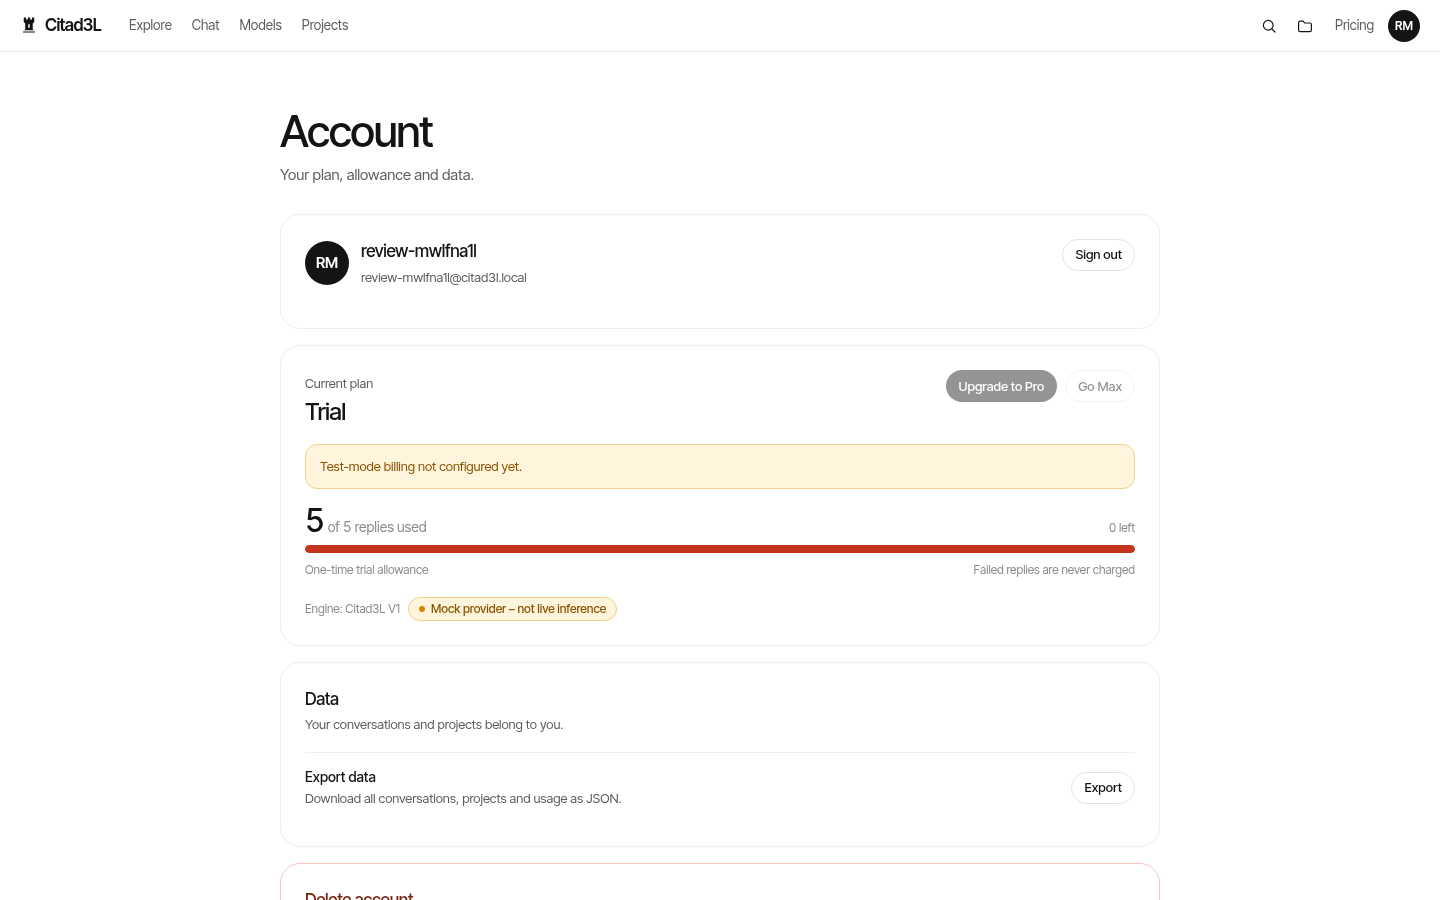 Citad3L Explore Chat Models Projects Pricing RM
Account
Your plan, allowance and data.
RM
review-mwlfna1l
Sign out
review-mwlfna1l@citad3l.local
Current plan
Upgrade to Pro
Go Max
Trial
Test-mode billing not configured yet.
5 of 5 replies used
0 left
One-time trial allowance
Failed replies are never charged
Engine: Citad3L V1
Mock provider – not live inference
Data
Your conversations and projects belong to you.
Export data
Download all conversations, projects and usage as JSON.
Export
Delete account